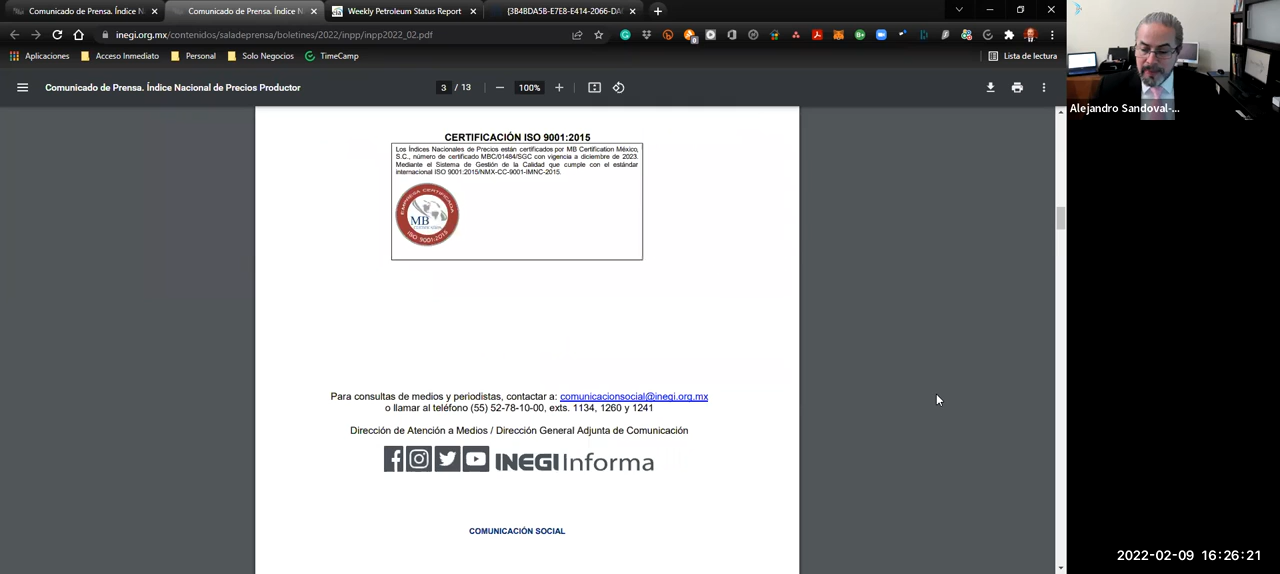 Comunicado de Prensa. Índice N
Comunicado de Prensa. Índice N
Weekly Petroleum Status Report
inegi.org.mx/contenidos/saladeprensa/boletines/2022/inpp/inpp2022_02.pdf
Aplicaciones
Acceso Inmediato
Personal
Solo Negocios
TimeCamp
Lista de lectura
Comunicado de Prensa. Índice Nacional de Precios Productor
3 / 13
100%
Alejandro Sandoval-...
CERTIFICACIÓN ISO 9001:2015
Los Índices Nacionales de Precios están certificados por MB Certification México,
S.C., número de certificado MBC/01484/SGC con vigencia a diciembre de 2023.
Mediante el Sistema de Gestión de la Calidad que cumple con el estándar
internacional ISO 9001:2015/NMX-CC-9001-IMNC-2015.
EMPRESA CERTIFICADA
MB
ISO 9001:2015
Para consultas de medios y periodistas, contactar a: comunicacionsocial@inegi.org.mx
o llamar al teléfono (55) 52-78-10-00, exts. 1134, 1260 y 1241
Dirección de Atención a Medios / Dirección General Adjunta de Comunicación
INEGI Informa
COMUNICACIÓN SOCIAL
2022-02-09 16:26:21